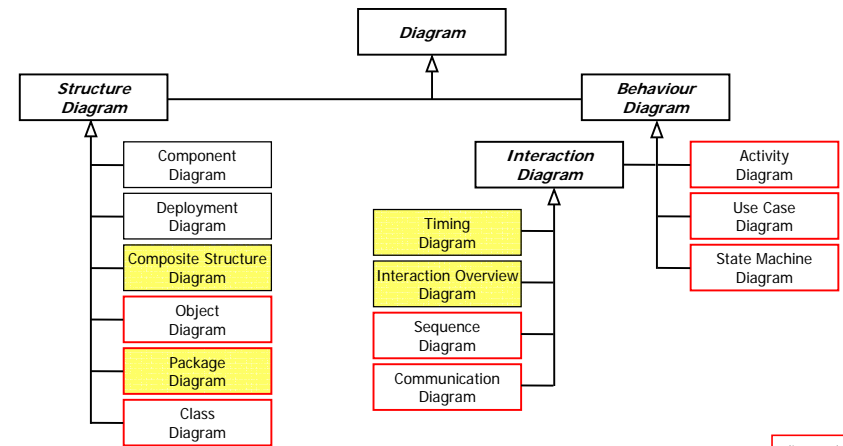 Diagram
Structure
Diagram
Behaviour
Diagram
Component
Diagram
Deployment
Diagram
Composite Structure
Diagram
Object
Diagram
Package
Diagram
Class
Diagram
Interaction
Diagram
Timing
Diagram
Interaction Overview
Diagram
Sequence
Diagram
Communication
Diagram
Activity
Diagram
Use Case
Diagram
State Machine
Diagram